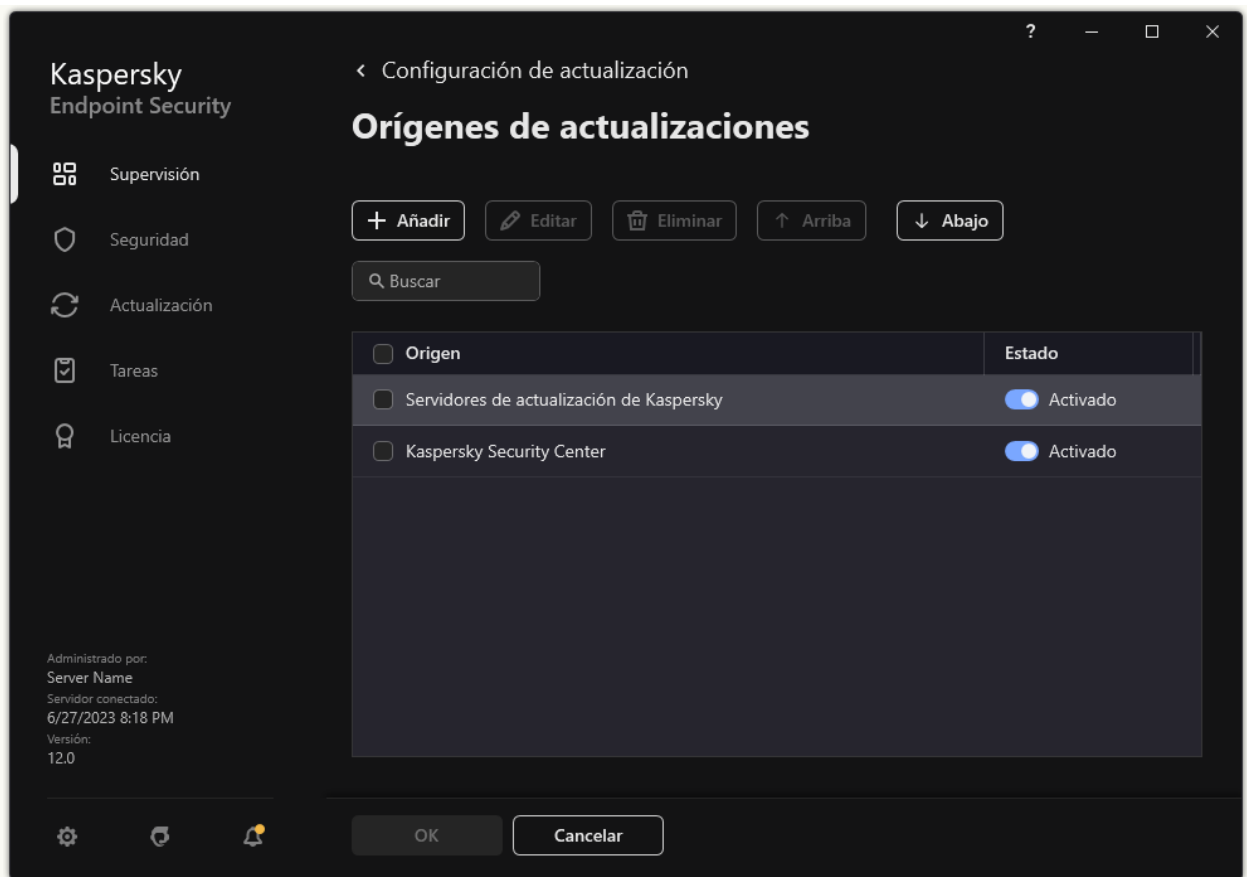 ?
Kaspersky
Endpoint Security
Supervisión
Seguridad
Actualización
Tareas
Licencia
Administrado por:
Server Name
Servidor conectado:
6/27/2023 8:18 PM
Versión:
12.0
Configuración de actualización
Orígenes de actualizaciones
Añadir Editar Eliminar Arriba Abajo
Buscar
Origen Estado
Servidores de actualización de Kaspersky Activado
Kaspersky Security Center Activado
OK Cancelar